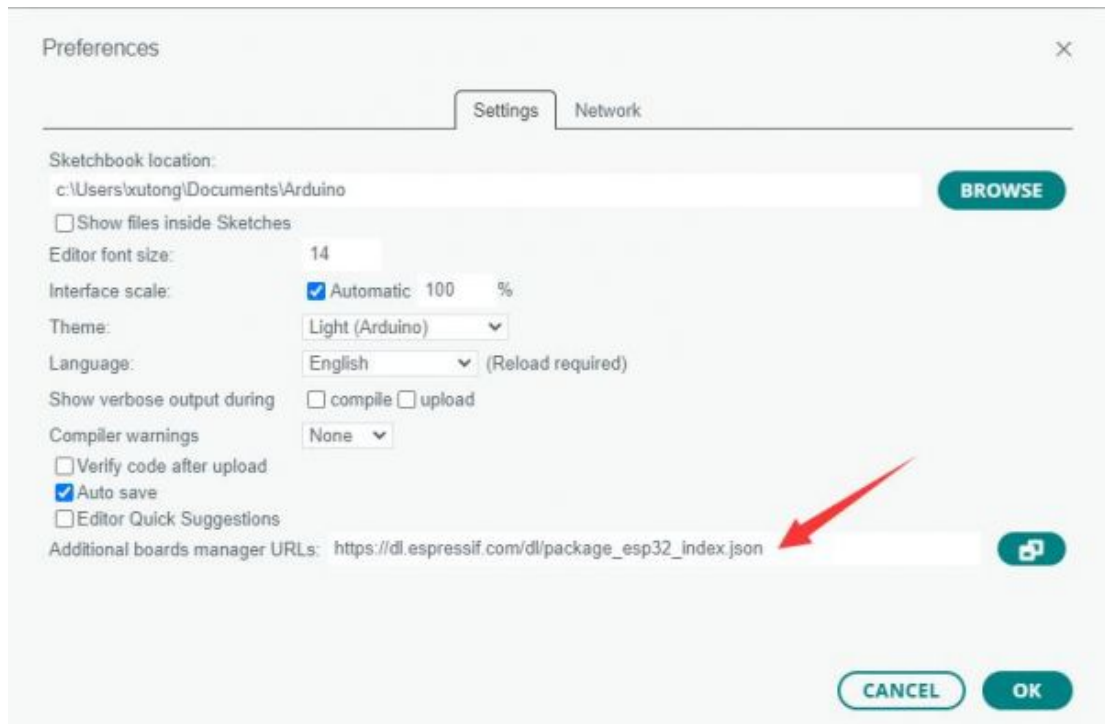 Preferences
Settings Network
Sketchbook location:
c:\Users\xutong\Documents\Arduino
BROWSE
Show files inside Sketches
Editor font size: 14
Interface scale: Automatic 100 %
Theme: Light (Arduino)
Language: English (Reload required)
Show verbose output during compile upload
Compiler warnings None
Verify code after upload
Auto save
Editor Quick Suggestions
Additional boards manager URLs: https://dl.espressif.com/dl/package_esp32_index.json
CANCEL OK